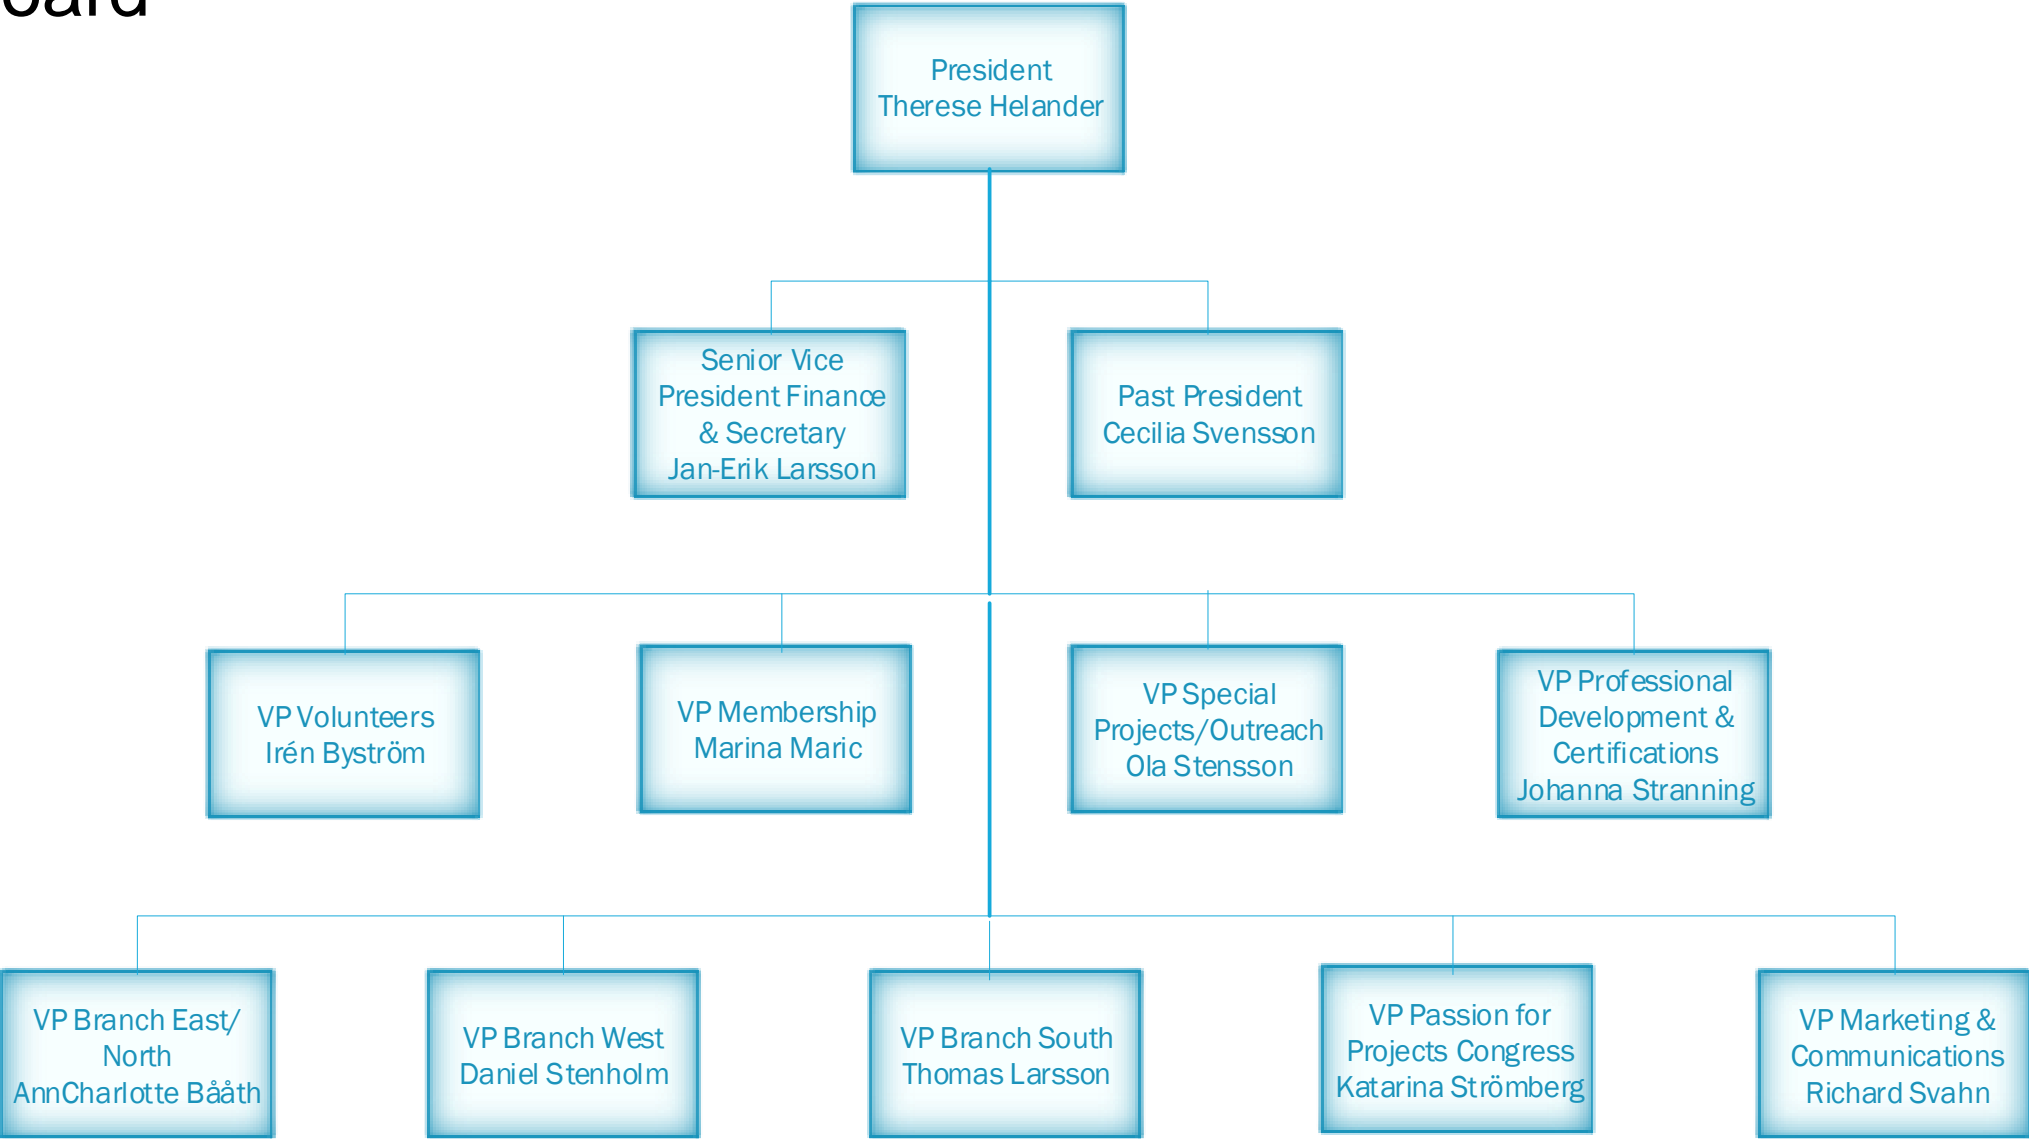 oard
President
Therese Helander
Senior Vice
President Finance
& Secretary
Jan-Erik Larsson
Past President
Cecilia Svensson
VP Volunteers
Irén Byström
VP Membership
Marina Maric
VP Special
Projects/Outreach
Ola Stensson
VP Professional
Development &
Certifications
Johanna Stranning
VP Branch East/
North
AnnCharlotte Bååth
VP Branch West
Daniel Stenholm
VP Branch South
Thomas Larsson
VP Passion for
Projects Congress
Katarina Strömberg
VP Marketing &
Communications
Richard Svahn